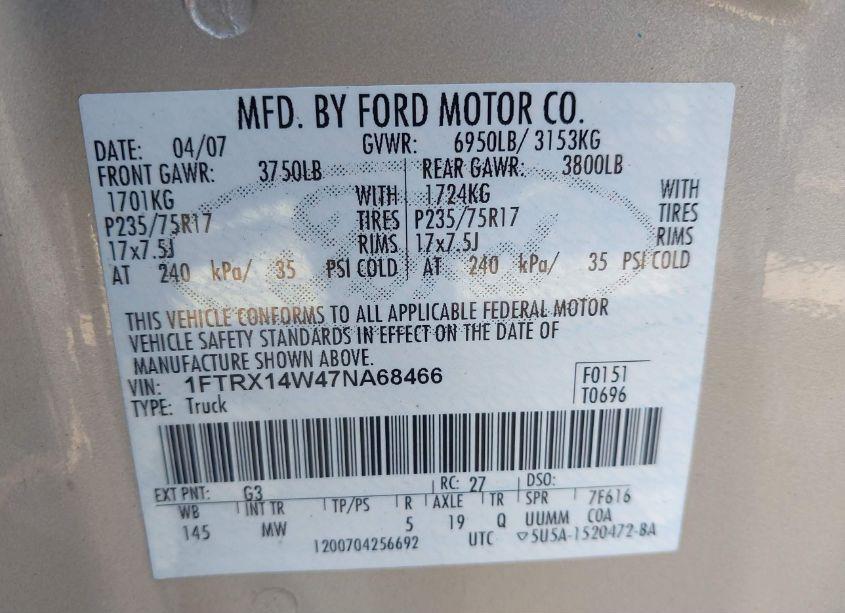 MFD. BY FORD MOTOR CO.
DATE: 04/07 GVWR: 6950LB/ 3153KG
FRONT GAWR: 3750LB REAR GAWR: 3800LB
1701KG WITH 1724KG WITH
P235/75R17 TIRES P235/75R17 TIRES
17x7.5J RIMS 17x7.5J RIMS
AT 240 kPa/ 35 PSI COLD AT 240 kPa/ 35 PSI COLD
THIS VEHICLE CONFORMS TO ALL APPLICABLE FEDERAL MOTOR
VEHICLE SAFETY STANDARDS IN EFFECT ON THE DATE OF
MANUFACTURE SHOWN ABOVE.
VIN: 1FTRX14W47NA68466 F0151
TYPE: Truck T0696
EXT PNT: G3 RC: 27 DSO:
WB INT TR TP/PS R AXLE TR SPR 7F616
145 MW 5 19 Q UUMM COA
1200704256692 UTC ▽5U5A-1520472-BA